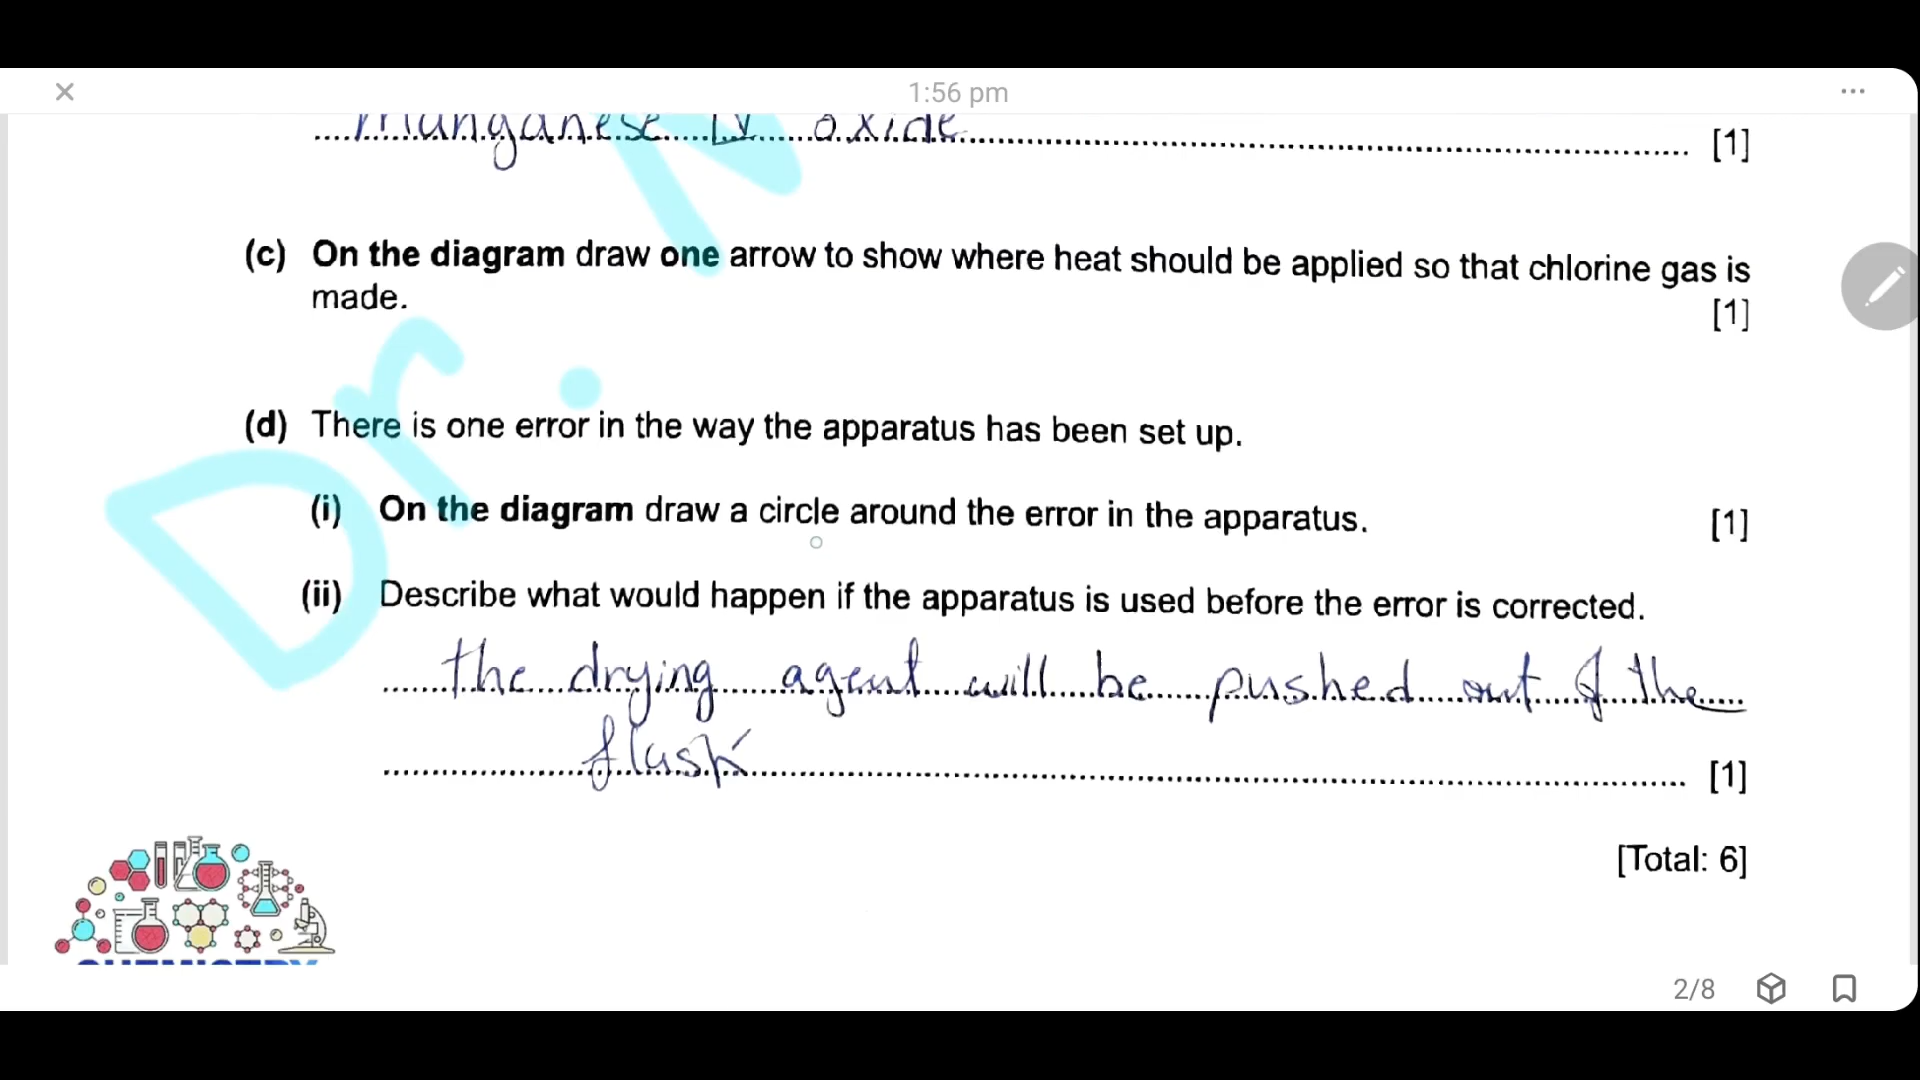 1:56 pm
manganese IV oxide [1]
(c) On the diagram draw one arrow to show where heat should be applied so that chlorine gas is
made. [1]
(d) There is one error in the way the apparatus has been set up.
(i) On the diagram draw a circle around the error in the apparatus. [1]
(ii) Describe what would happen if the apparatus is used before the error is corrected.
the drying agent will be pushed out of the
flask [1]
[Total: 6]
CHEMISTRY
2/8
Dr.